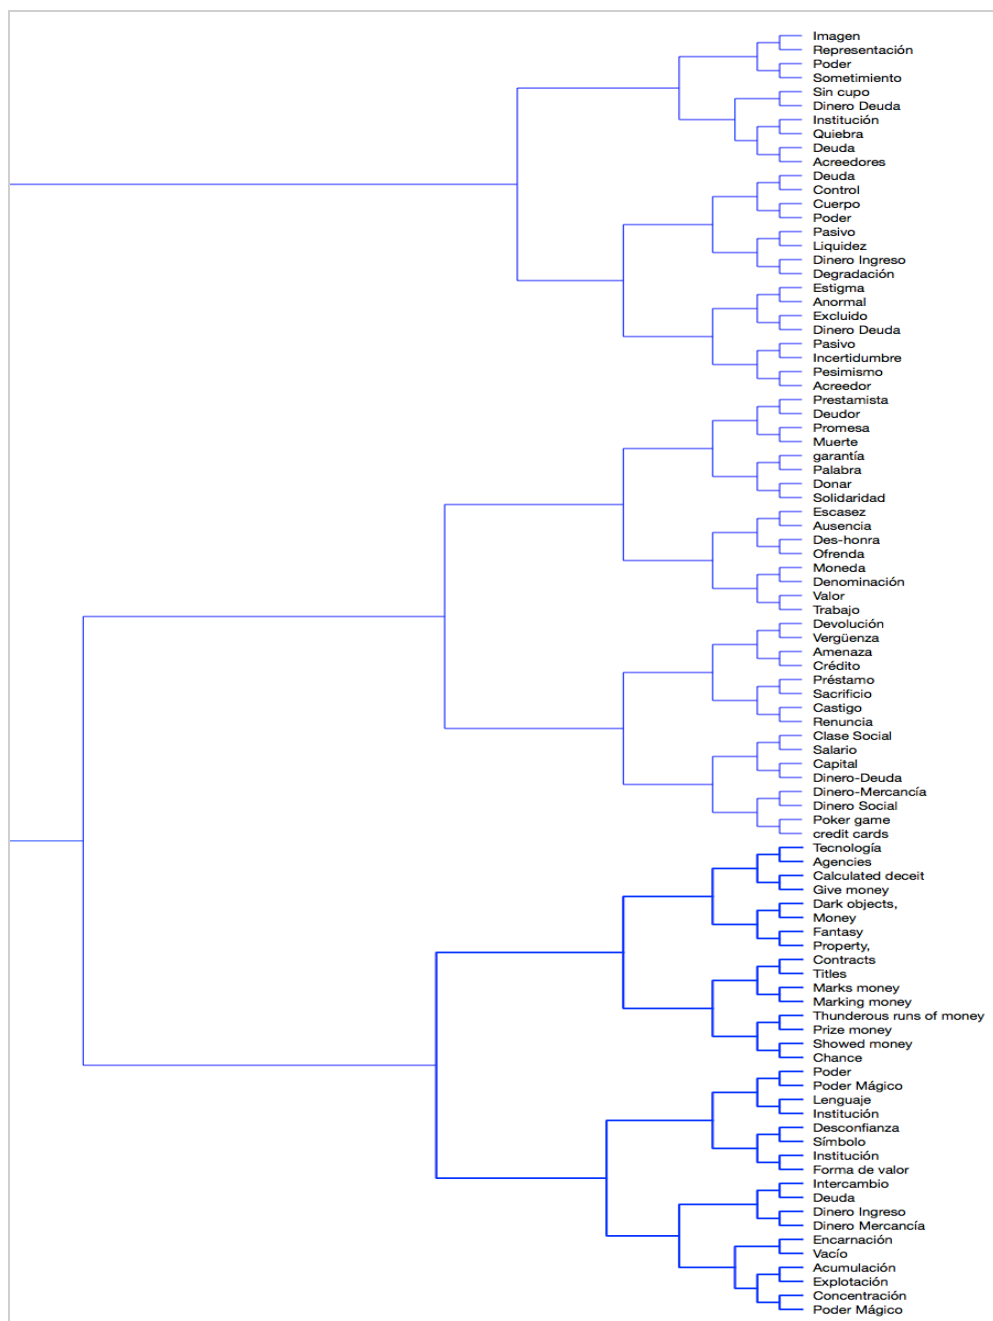 Imagen
Representación
Poder
Sometimiento
Sin cupo
Dinero Deuda
Institución
Quiebra
Deuda
Acreedores
Deuda
Control
Cuerpo
Poder
Pasivo
Liquidez
Dinero Ingreso
Degradación
Estigma
Anormal
Excluido
Dinero Deuda
Pasivo
Incertidumbre
Pesimismo
Acreedor
Prestamista
Deudor
Promesa
Muerte
garantía
Palabra
Donar
Solidaridad
Escasez
Ausencia
Des-honra
Ofrenda
Moneda
Denominación
Valor
Trabajo
Devolución
Vergüenza
Amenaza
Crédito
Préstamo
Sacrificio
Castigo
Renuncia
Clase Social
Salario
Capital
Dinero-Deuda
Dinero-Mercancía
Dinero Social
Poker game
credit cards
Tecnología
Agencies
Calculated deceit
Give money
Dark objects,
Money
Fantasy
Property,
Contracts
Titles
Marks money
Marking money
Thunderous runs of money
Prize money
Showed money
Chance
Poder
Poder Mágico
Lenguaje
Institución
Desconfianza
Símbolo
Institución
Forma de valor
Intercambio
Deuda
Dinero Ingreso
Dinero Mercancía
Encarnación
Vacío
Acumulación
Explotación
Concentración
Poder Mágico